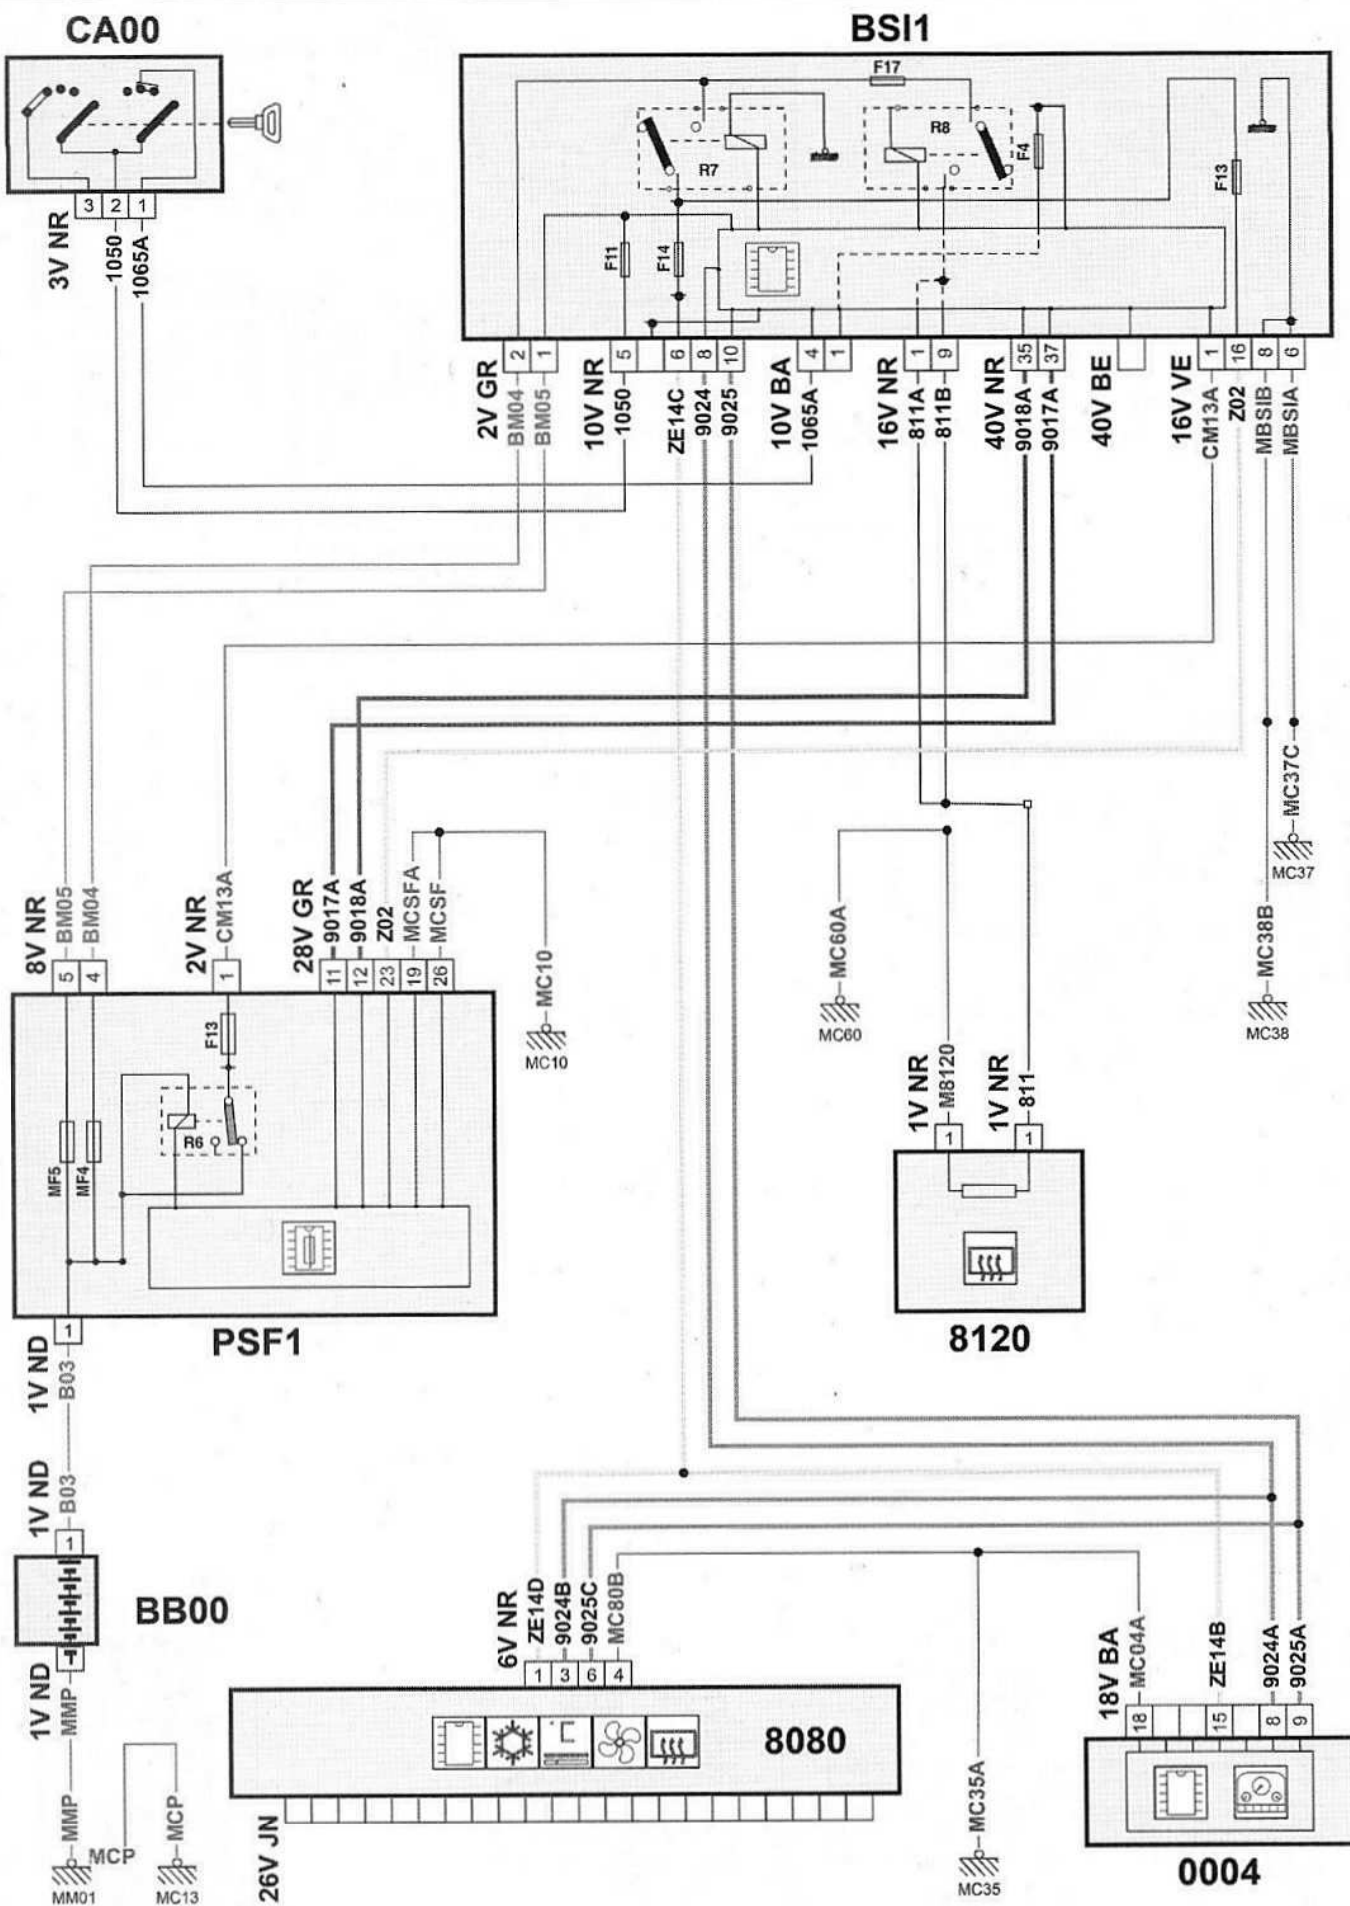 CA00
BSI1
F17
R7
R8
F4
F13
F11
F14
3 2 1
3V NR
1050
1065A
2 1
5 6 8 10
4 1
1 9
35 37
1 16 8 6
2V GR
BM04
BM05
10V NR
1050
ZE14C
9024
9025
10V BA
1065A
16V NR
811A
811B
40V NR
9018A
9017A
40V BE
16V VE
CM13A
Z02
MBSIB
MBSIA
MC37C
MC37
MC38B
MC38
8V NR
BM05
BM04
2V NR
CM13A
28V GR
9017A
9018A
Z02
MCSFA
MCSF
MC10
MC10
MC60A
MC60
5 4
1
11 12 23 19 26
F13
R6
MF5
MF4
PSF1
1V NR
M8120
1V NR
811
1
1
8120
1
1V ND
B03
1V ND
B03
1
BB00
1V ND
MMP
MMP
MCP
MCP
MM01
MC13
6V NR
ZE14D
9024B
9025C
MC80B
1 3 6 4
8080
26V JN
MC35A
MC35
18V BA
MC04A
ZE14B
9024A
9025A
18 15 8 9
0004